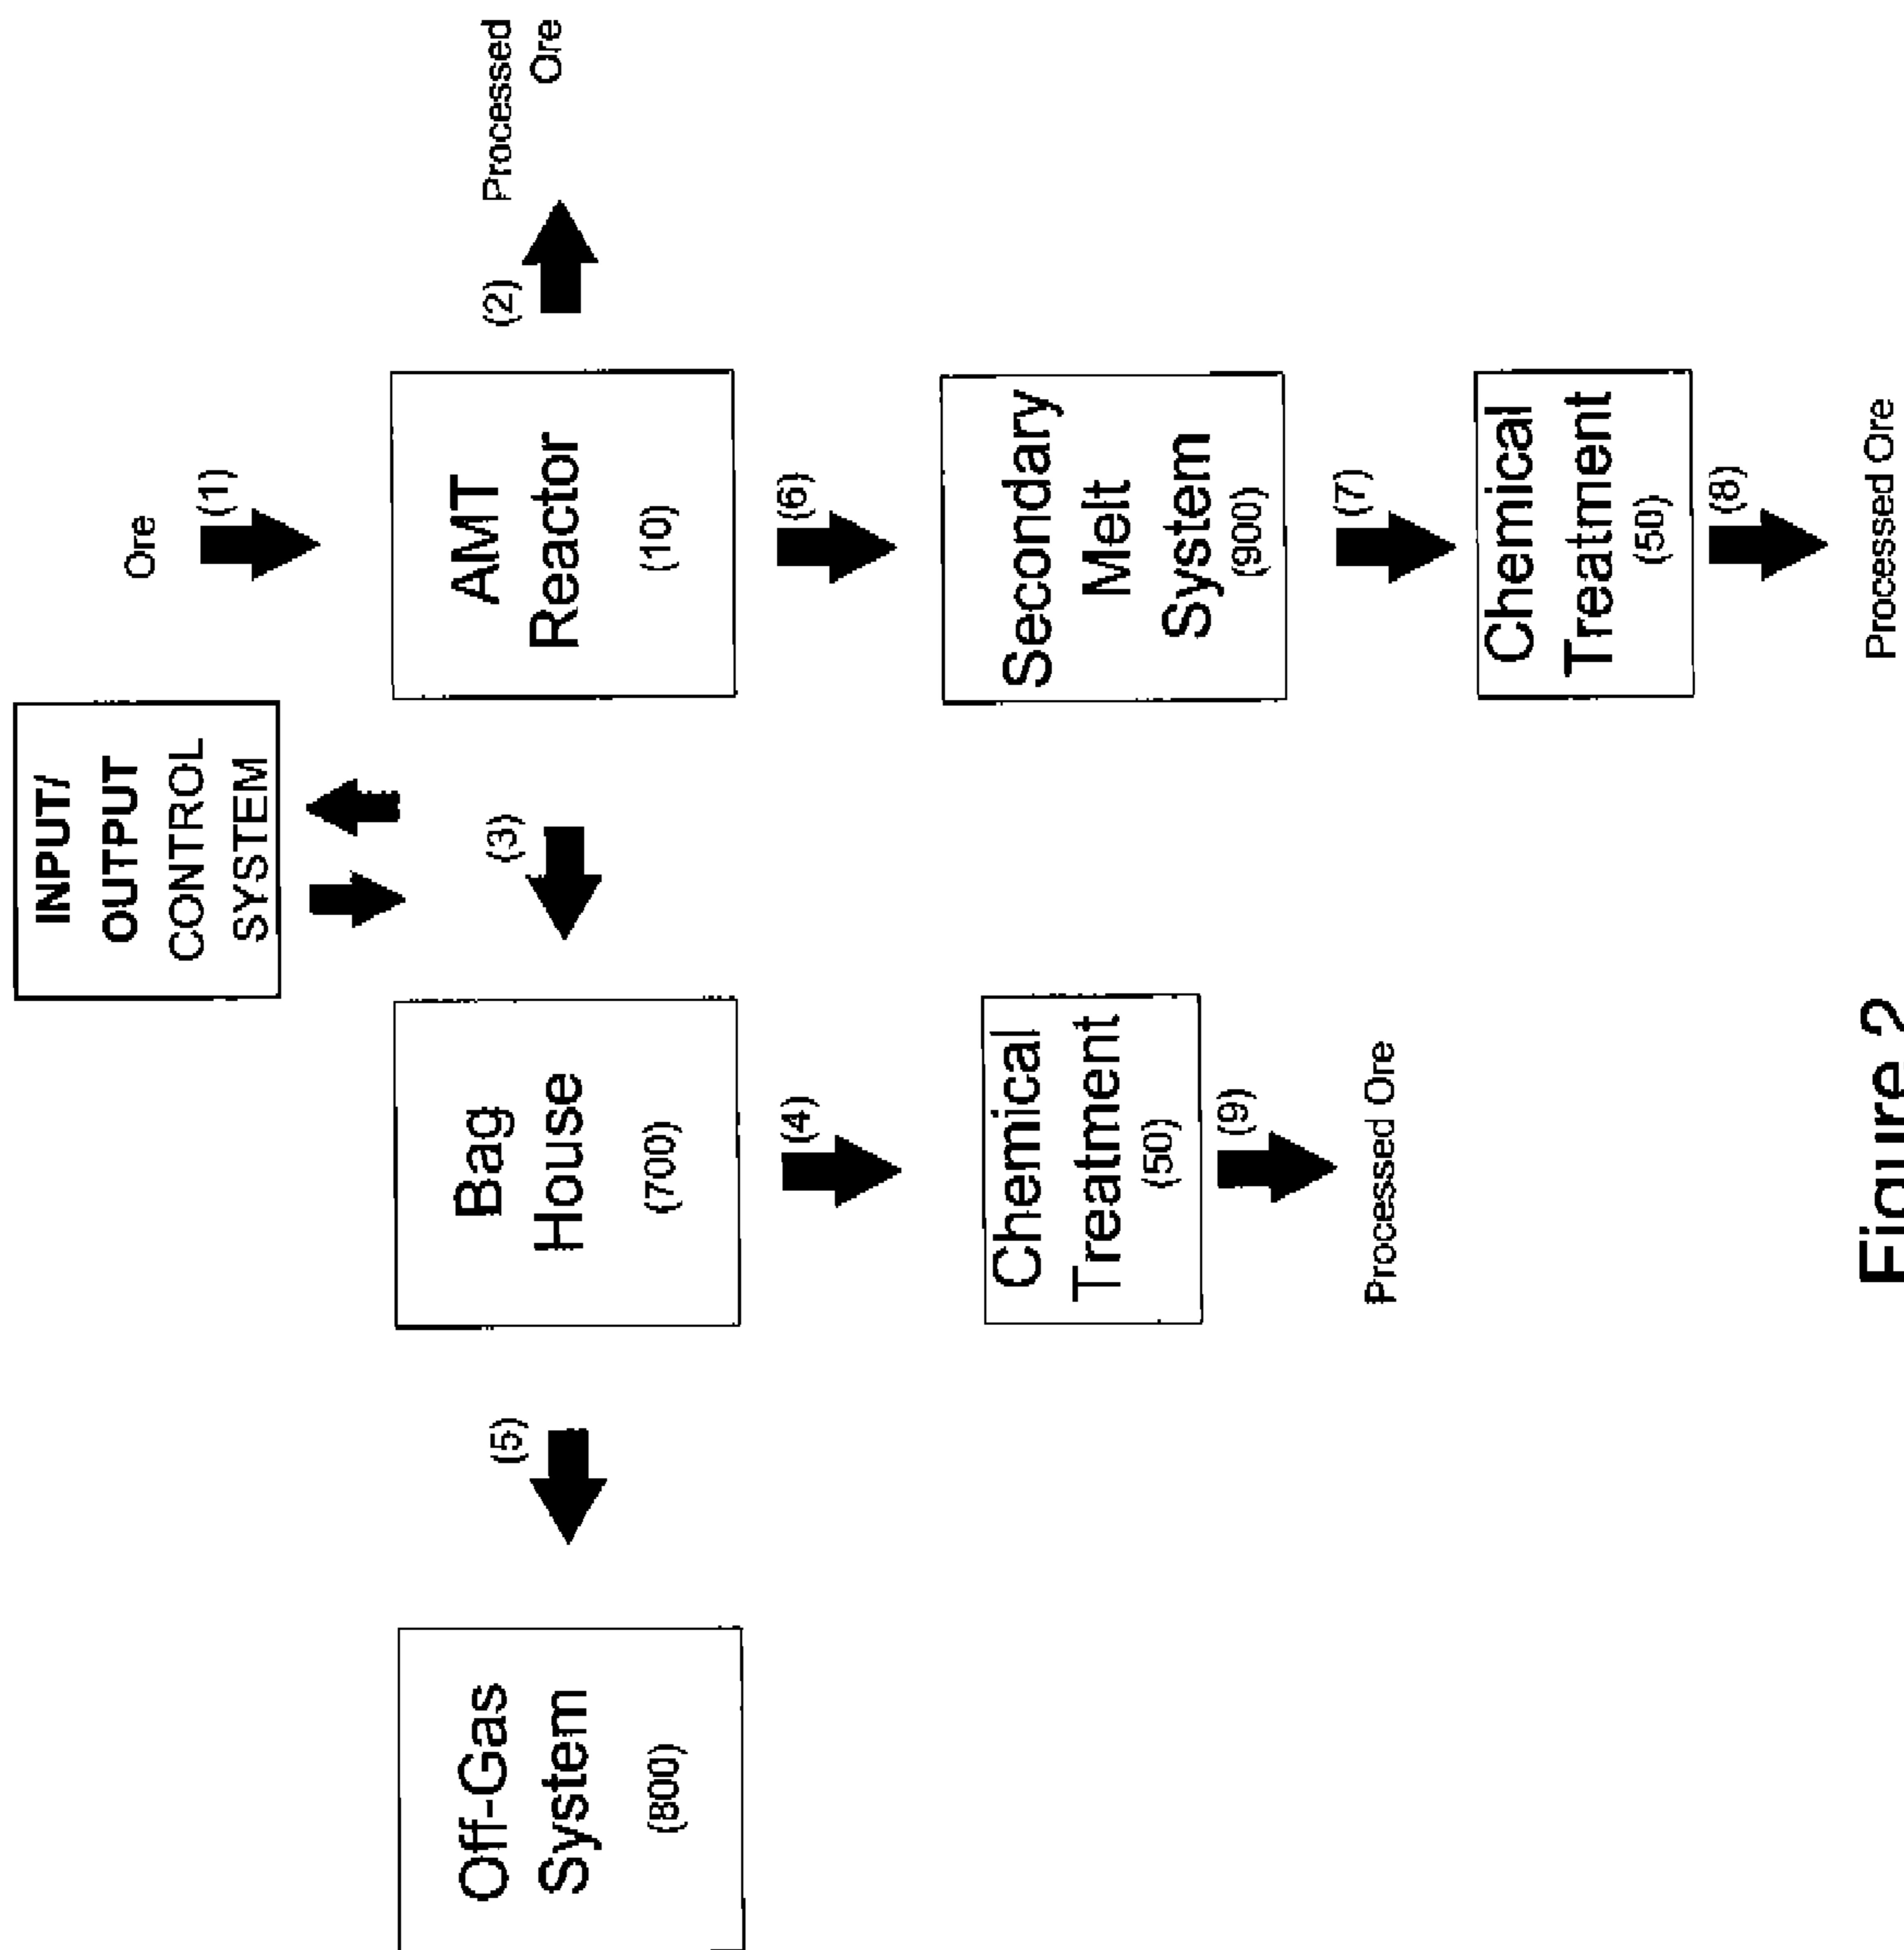 INPUT/
OUTPUT
CONTROL
SYSTEM
Ore
(1)
AMT
Reactor
(10)
(2)
Processed
Ore
(3)
Bag
House
(700)
(5)
Off-Gas
System
(800)
(4)
Chemical
Treatment
(50)
(9)
Processed Ore
(6)
Secondary
Melt
System
(900)
(7)
Chemical
Treatment
(50)
(8)
Processed Ore
Figure 2